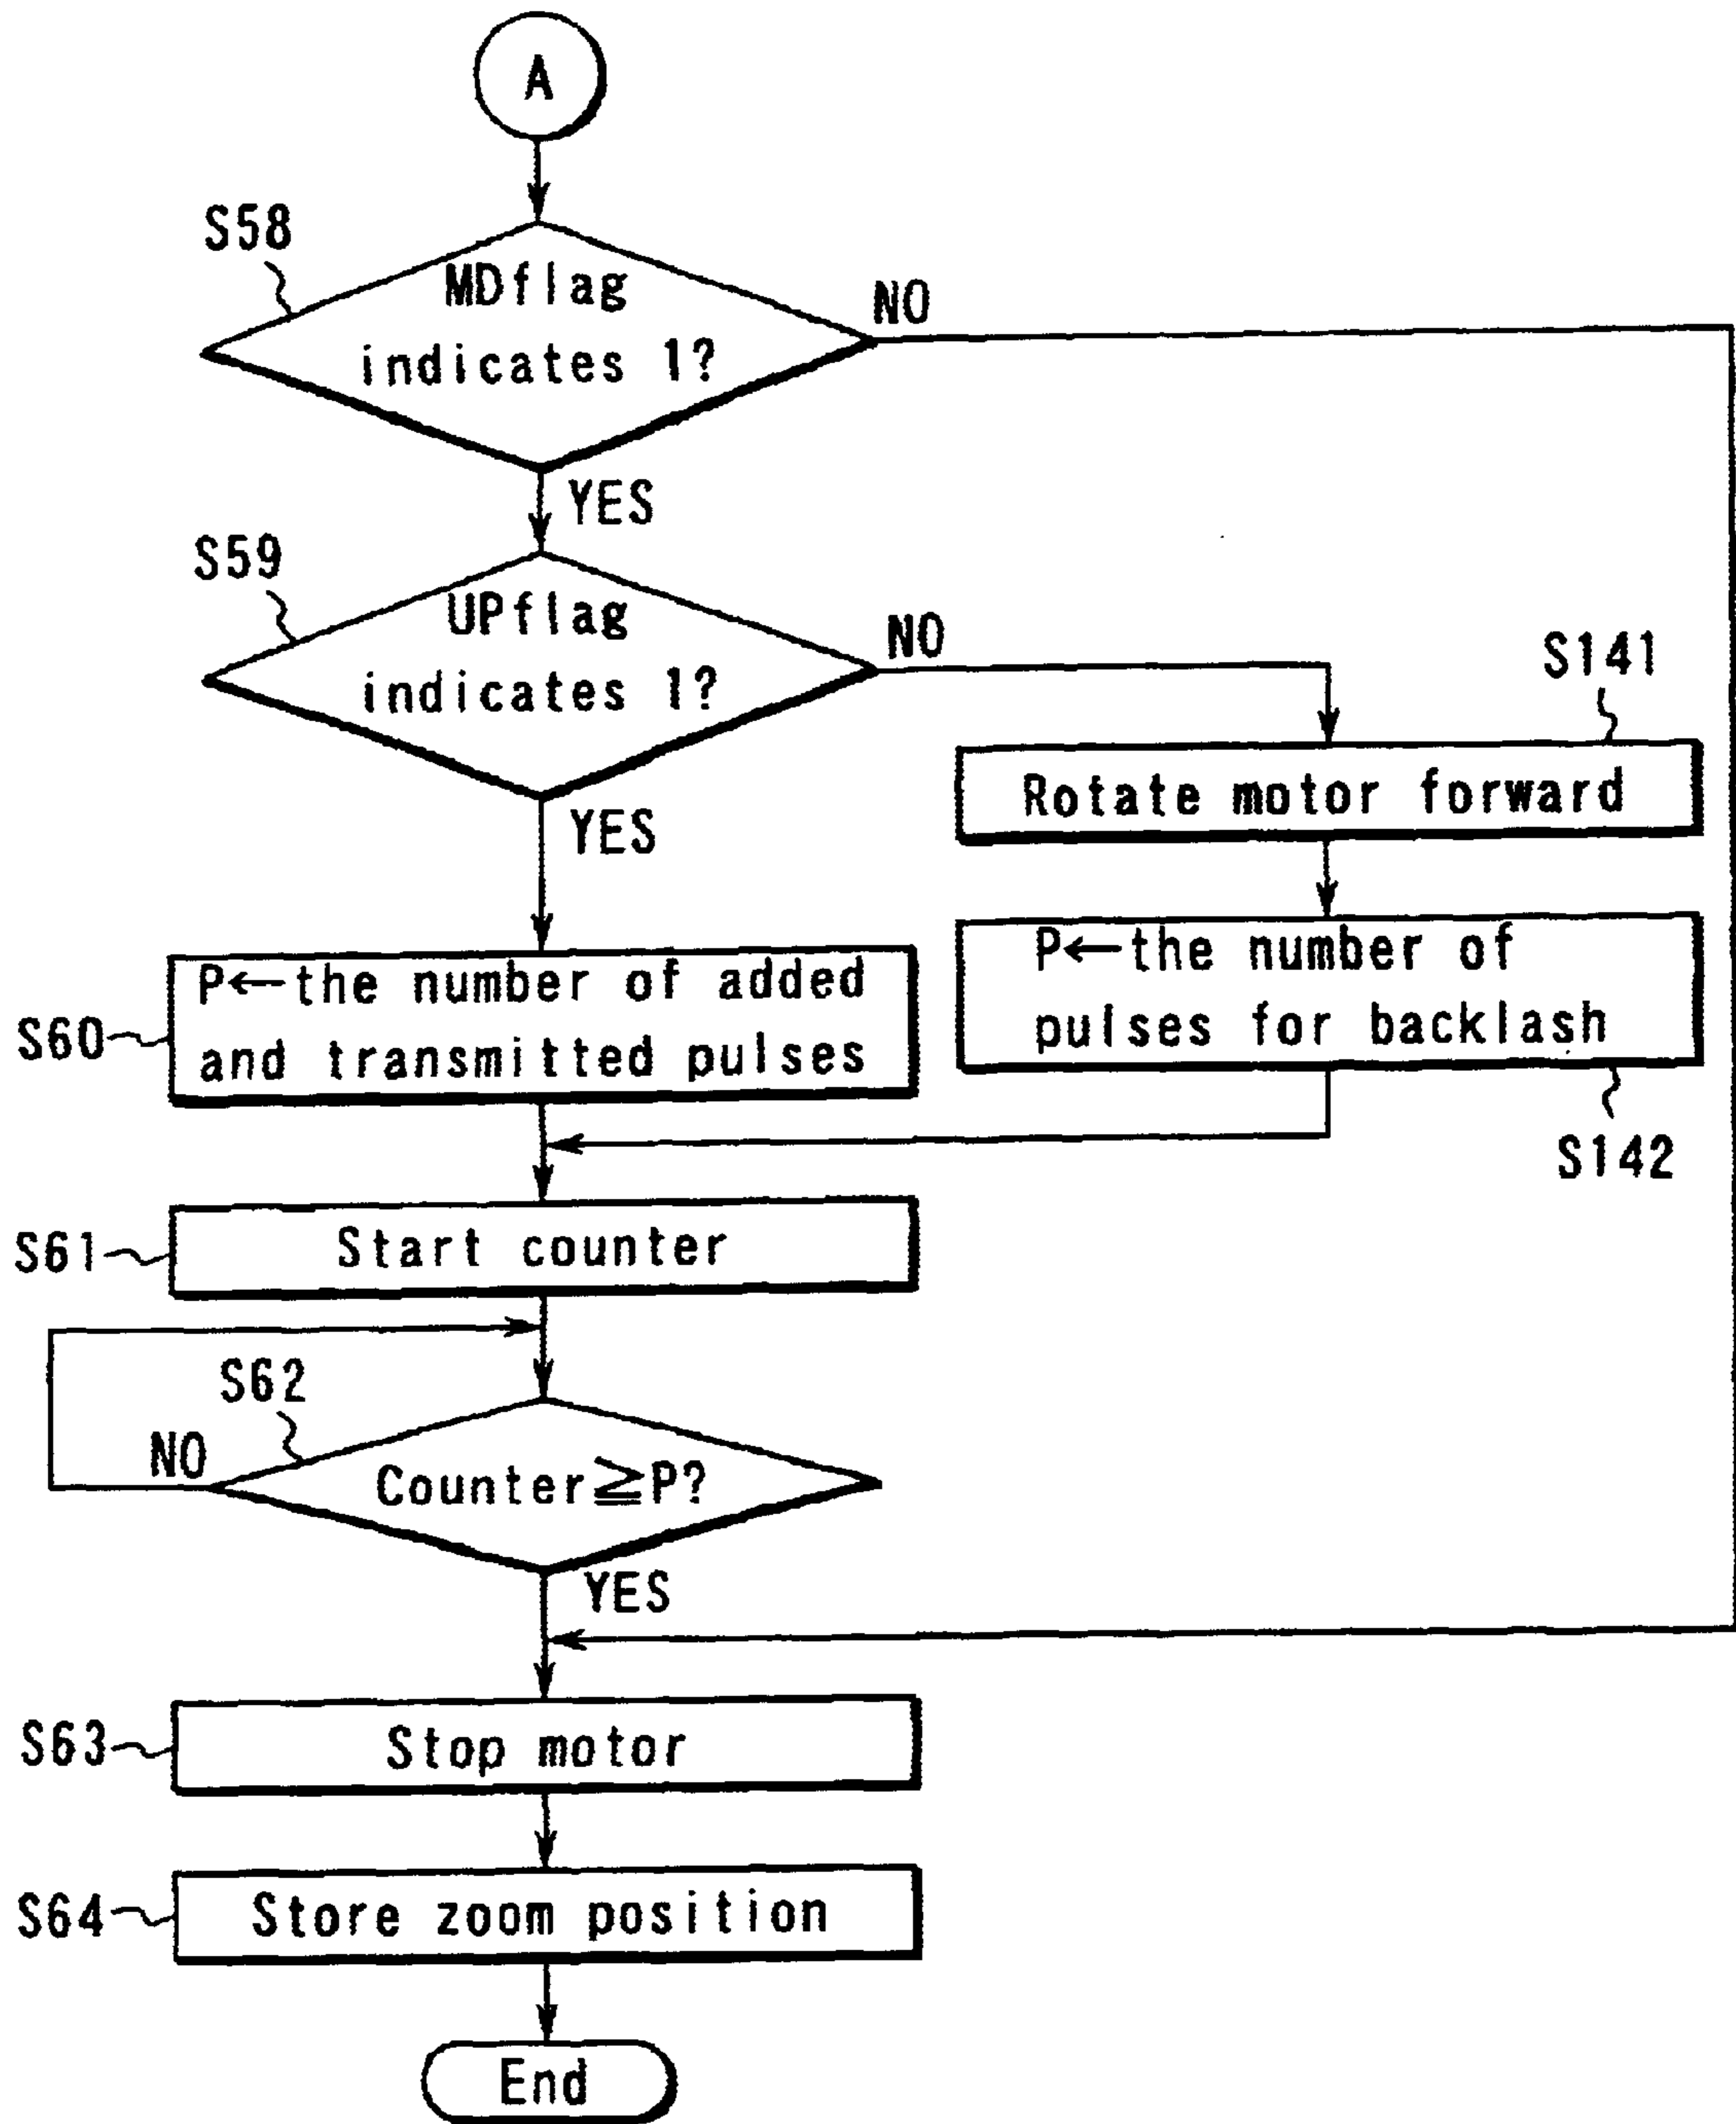 A
S58
MDflag
indicates 1?
NO
YES
S59
UPflag
indicates 1?
NO
YES
S141
Rotate motor forward
P←the number of
pulses for backlash
S142
S60
P←the number of added
and transmitted pulses
S61
Start counter
S62
NO
Counter≧P?
YES
S63
Stop motor
S64
Store zoom position
End